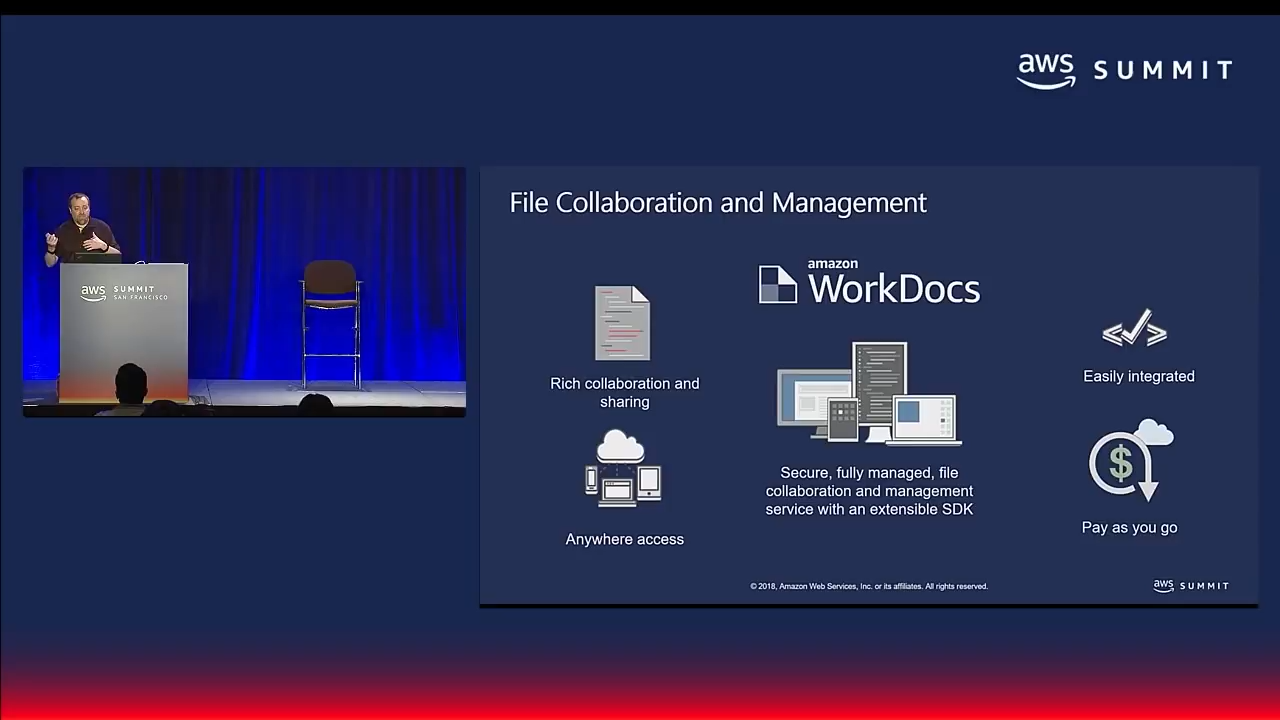 aws SUMMIT
aws SUMMIT
SAN FRANCISCO
File Collaboration and Management
amazon
WorkDocs
Rich collaboration and
sharing
Anywhere access
Secure, fully managed, file
collaboration and management
service with an extensible SDK
Easily integrated
$
Pay as you go
© 2018, Amazon Web Services, Inc. or its affiliates. All rights reserved.
aws SUMMIT